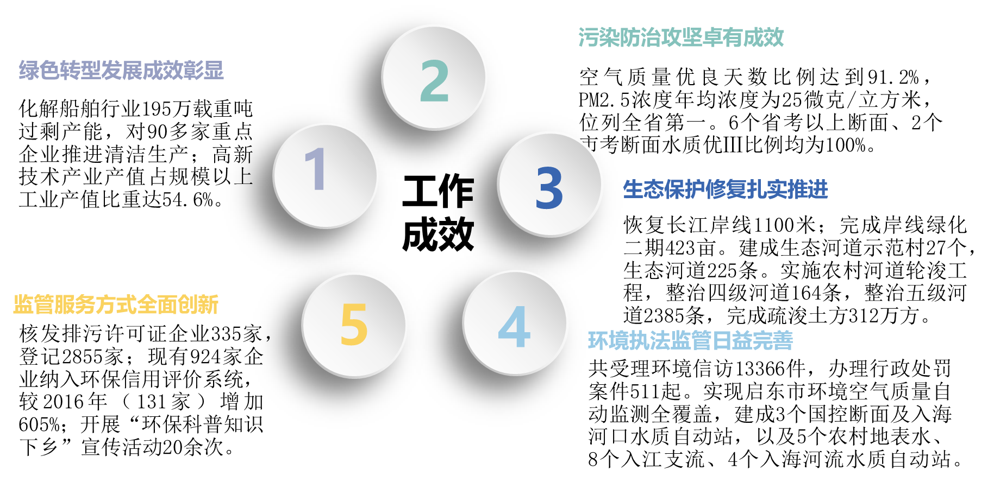 绿色转型发展成效彰显
化解船舶行业195万载重吨
过剩产能，对90多家重点
企业推进清洁生产；高新
技术产业产值占规模以上
工业产值比重达54.6%。
1
2
污染防治攻坚卓有成效
空气质量优良天数比例达到91.2%，
PM2.5浓度年均浓度为25微克/立方米，
位列全省第一。6个省考以上断面、2个
市考断面水质优III比例均为100%。
3
生态保护修复扎实推进
恢复长江岸线1100米；完成岸线绿化
二期423亩。建成生态河道示范村27个，
生态河道225条。实施农村河道轮浚工
程，整治四级河道164条，整治五级河
道2385条，完成疏浚土方312万方。
工作
成效
4
环境执法监管日益完善
共受理环境信访13366件，办理行政处罚
案件511起。实现启东市环境空气质量自
动监测全覆盖，建成3个国控断面及入海
河口水质自动站，以及5个农村地表水、
8个入江支流、4个入海河流水质自动站。
5
监管服务方式全面创新
核发排污许可证企业335家，
登记2855家；现有924家企
业纳入环保信用评价系统，
较2016年（131家）增加
605%；开展“环保科普知识
下乡”宣传活动20余次。